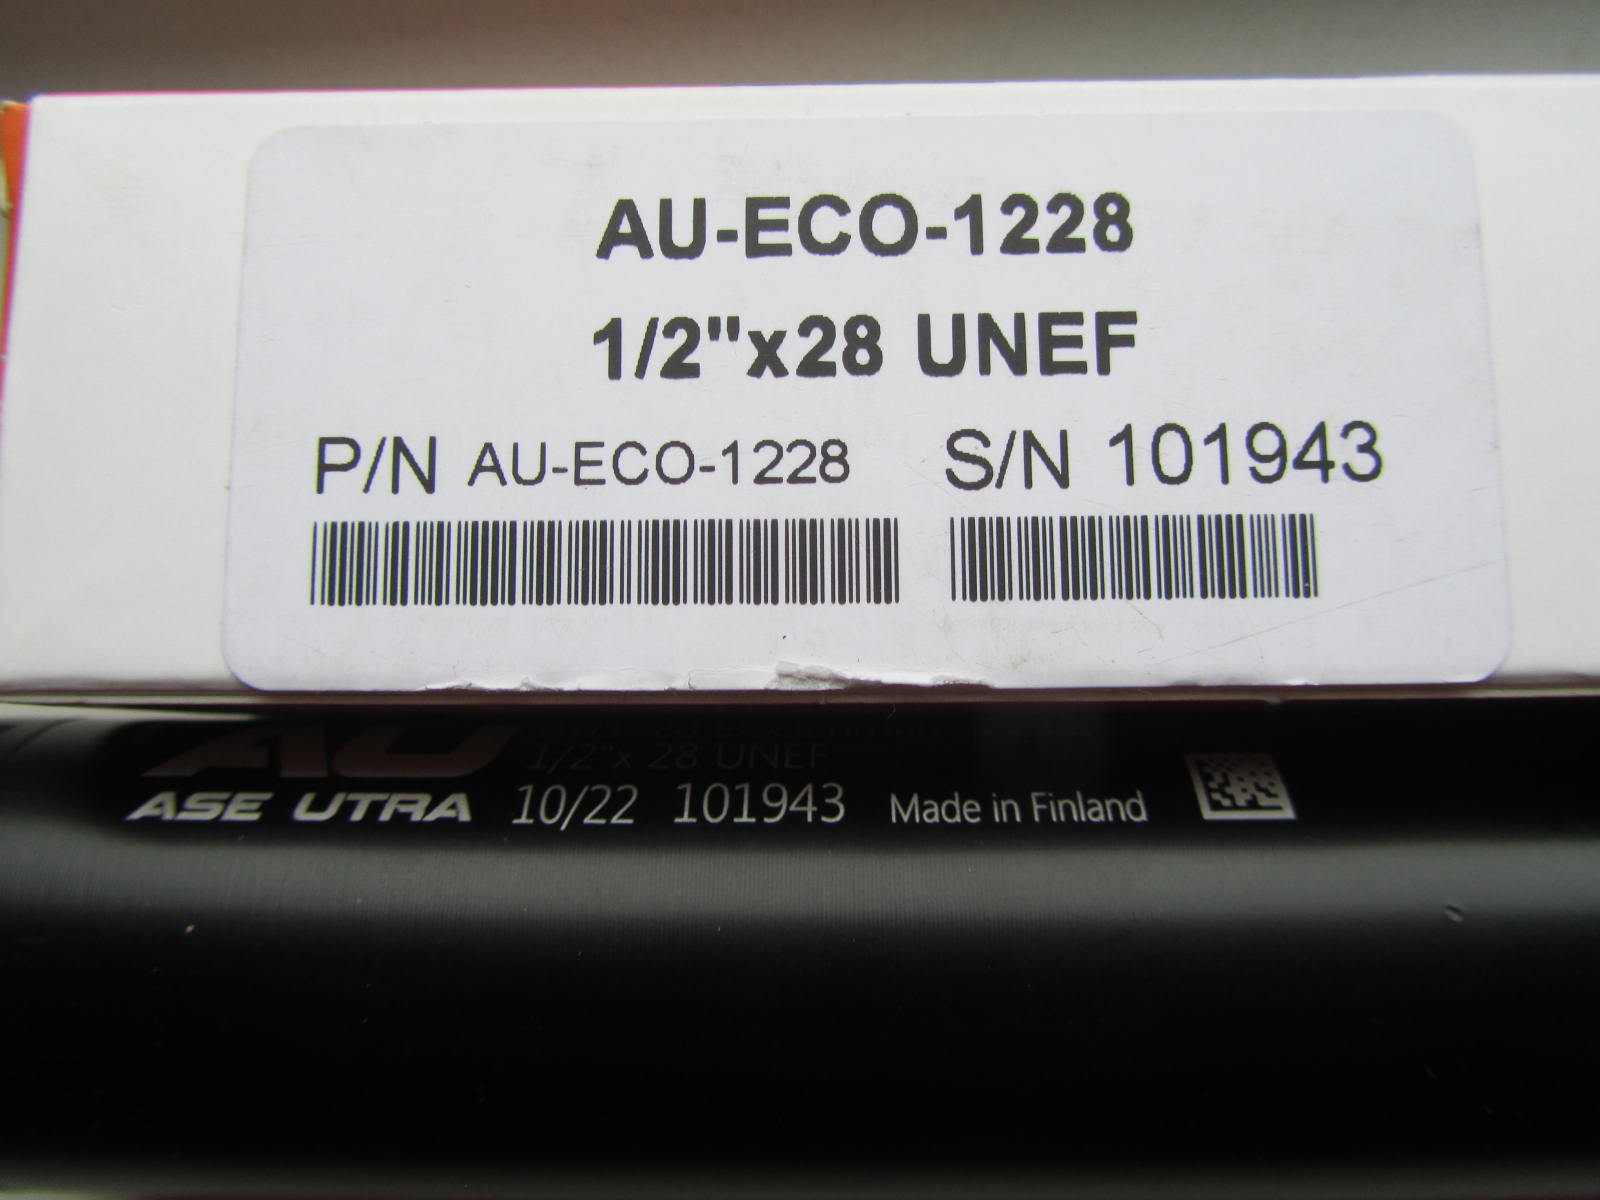 AU-ECO-1228
1/2"x28 UNEF
P/N AU-ECO-1228 S/N 101943
AU
1/2"x 28 UNEF
ASE UTRA 10/22 101943 Made in Finland